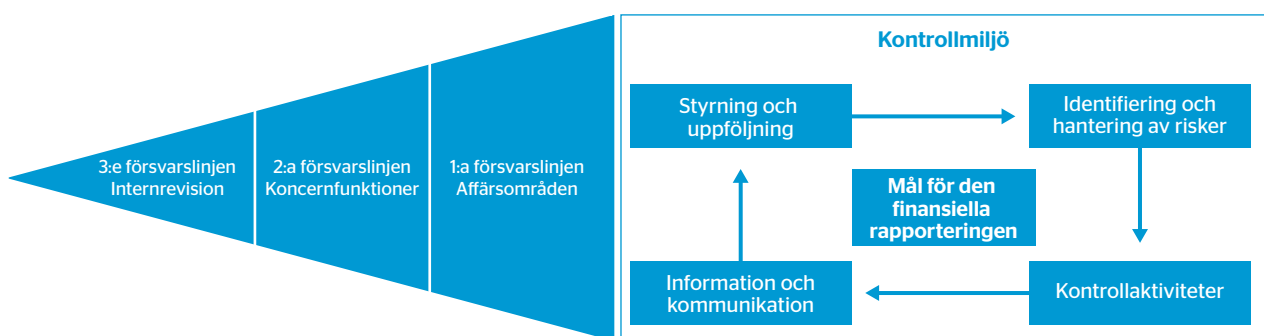 3:e försvarslinjen
Internrevision
2:a försvarslinjen
Koncernfunktioner
1:a försvarslinjen
Affärsområden
Kontrollmiljö
Styrning och
uppföljning
Identifiering och
hantering av risker
Mål för den
finansiella
rapporteringen
Information och
kommunikation
Kontrollaktiviteter